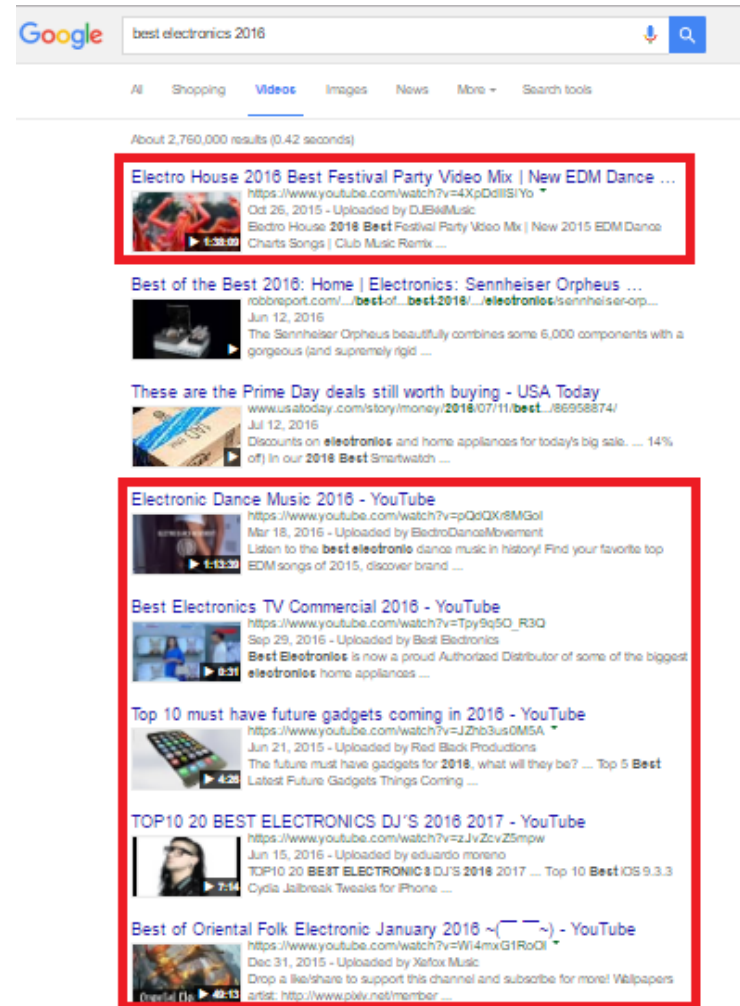 Google
best electronics 2016
All Shopping Videos Images News More Search tools
About 2,760,000 results (0.42 seconds)
Electro House 2016 Best Festival Party Video Mix | New EDM Dance ...
Oct 26, 2015 - Uploaded by DJEkkiMusic
Electro House 2016 Best Festival Party Video Mix | New 2015 EDM Dance
1:38:09 Charts Songs | Club Music Remix ...
Best of the Best 2016: Home | Electronics: Sennheiser Orpheus ...
robbreport.com/.../best-of...best-2016/.../electronics/sennheiser-orp...
Jun 12, 2016
The Sennheiser Orpheus beautifully combines some 6,000 components with a
gorgeous (and supremely rigid ...
These are the Prime Day deals still worth buying - USA Today
www.usatoday.com/story/money/2016/07/11/best.../86958874/
Jul 12, 2016
Discounts on electronics and home appliances for today's big sale. ... 14%
off) In our 2016 Best Smartwatch ...
Electronic Dance Music 2016 - YouTube
https://www.youtube.com/watch?v=pQdQXr8MGoI
Mar 18, 2016 - Uploaded by ElectroDanceMovement
Listen to the best electronic dance music in history! Find your favorite top
1:13:39 EDM songs of 2015, discover brand ...
Best Electronics TV Commercial 2016 - YouTube
https://www.youtube.com/watch?v=Tpy9q5O_R3Q
Sep 29, 2016 - Uploaded by Best Electronics
Best Electronics is now a proud Authorized Distributor of some of the biggest
0:31 electronics home appliances ...
Top 10 must have future gadgets coming in 2016 - YouTube
https://www.youtube.com/watch?v=JZhb3us0M5A
Jun 21, 2015 - Uploaded by Red Black Productions
The future must have gadgets for 2016, what will they be? ... Top 5 Best
4:26 Latest Future Gadgets Things Coming ...
TOP10 20 BEST ELECTRONICS DJ´S 2016 2017 - YouTube
https://www.youtube.com/watch?v=zJvZcvZ5mpw
Jun 15, 2016 - Uploaded by eduardo moreno
TOP10 20 BEST ELECTRONICS DJ'S 2016 2017 ... Top 10 Best iOS 9.3.3
7:14 Cydia Jailbreak Tweaks for iPhone ...
Best of Oriental Folk Electronic January 2016 ~(¯ ¯~) - YouTube
https://www.youtube.com/watch?v=Wi4mxG1RoOI
Dec 31, 2015 - Uploaded by Xefox Music
Drop a like/share to support this channel and subscribe for more! Wallpapers
49:13 artist: http://www.pixiv.net/member ...